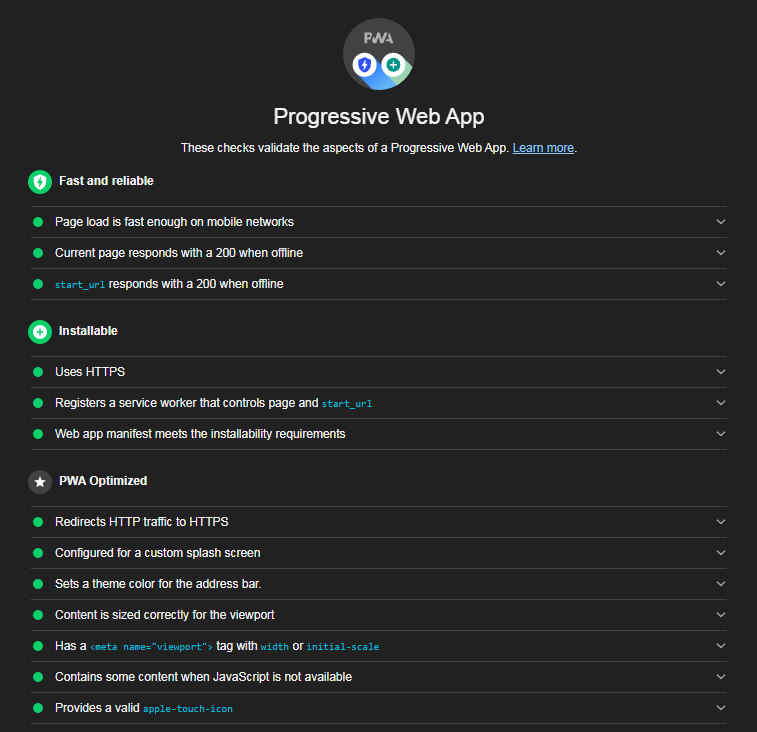 PWA
Progressive Web App
These checks validate the aspects of a Progressive Web App. Learn more.
Fast and reliable
Page load is fast enough on mobile networks
Current page responds with a 200 when offline
start_url responds with a 200 when offline
Installable
Uses HTTPS
Registers a service worker that controls page and start_url
Web app manifest meets the installability requirements
PWA Optimized
Redirects HTTP traffic to HTTPS
Configured for a custom splash screen
Sets a theme color for the address bar.
Content is sized correctly for the viewport
Has a <meta name="viewport"> tag with width or initial-scale
Contains some content when JavaScript is not available
Provides a valid apple-touch-icon